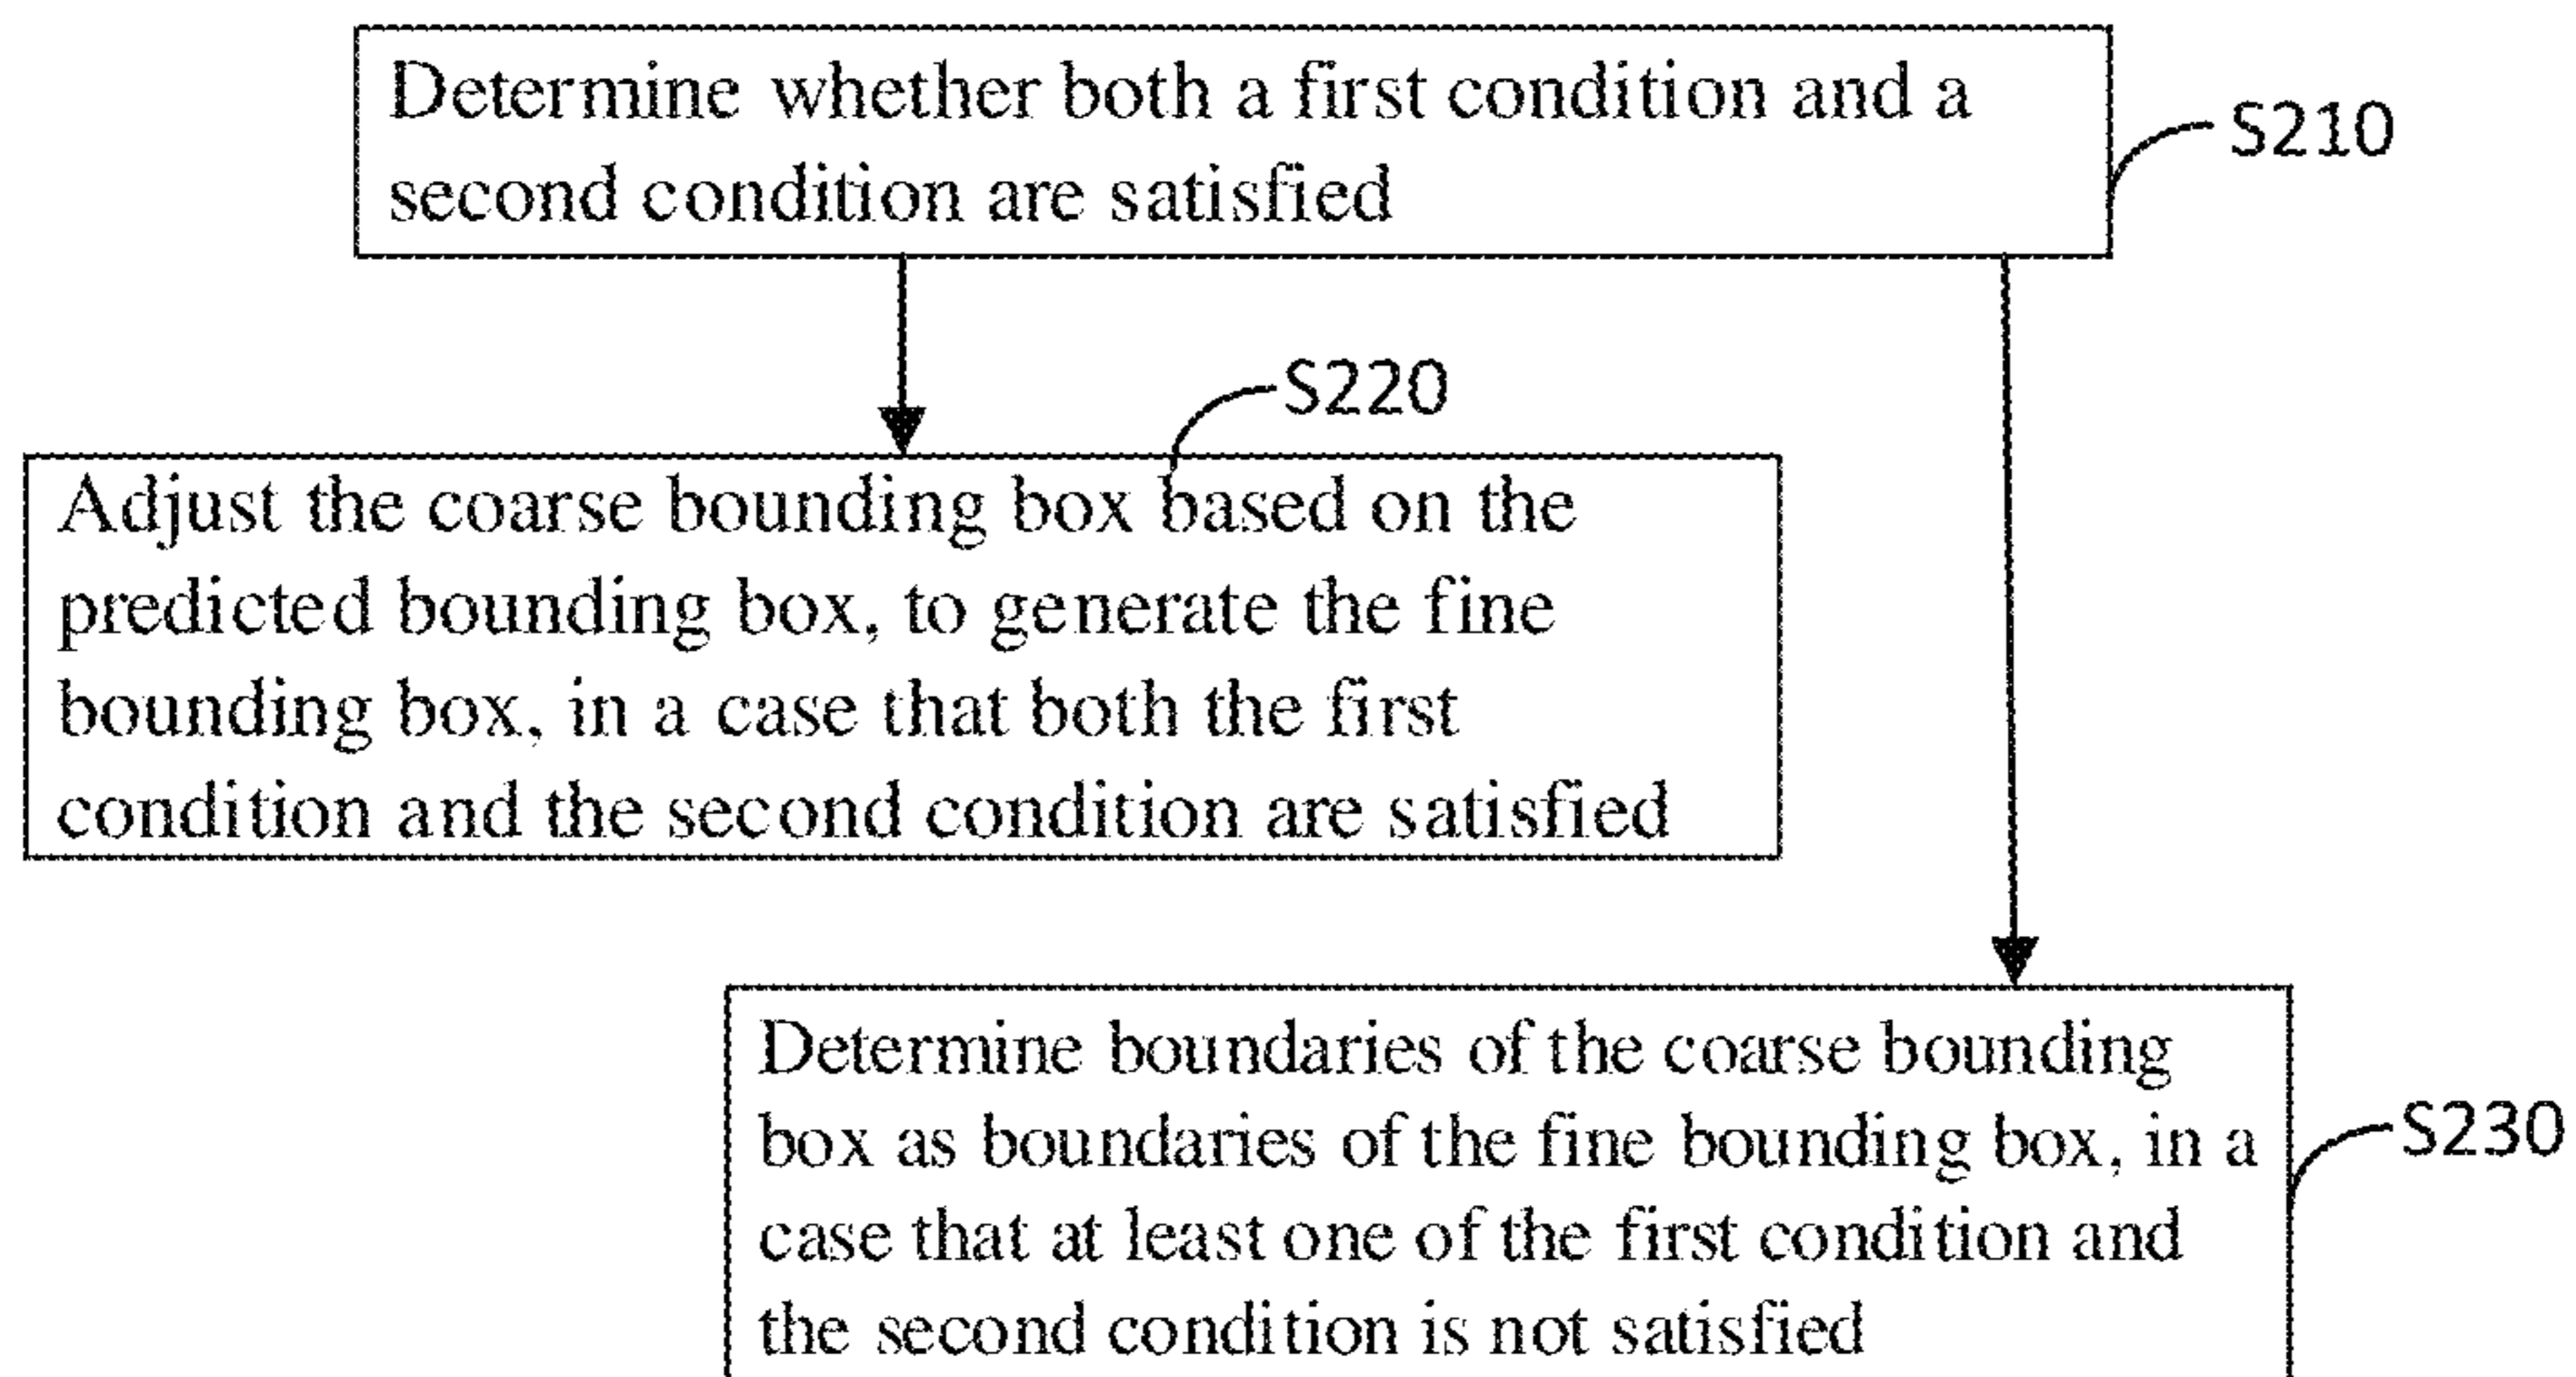 Determine whether both a first condition and a
second condition are satisfied
S210
S220
Adjust the coarse bounding box based on the
predicted bounding box, to generate the fine
bounding box, in a case that both the first
condition and the second condition are satisfied
Determine boundaries of the coarse bounding
box as boundaries of the fine bounding box, in a
case that at least one of the first condition and
the second condition is not satisfied
S230